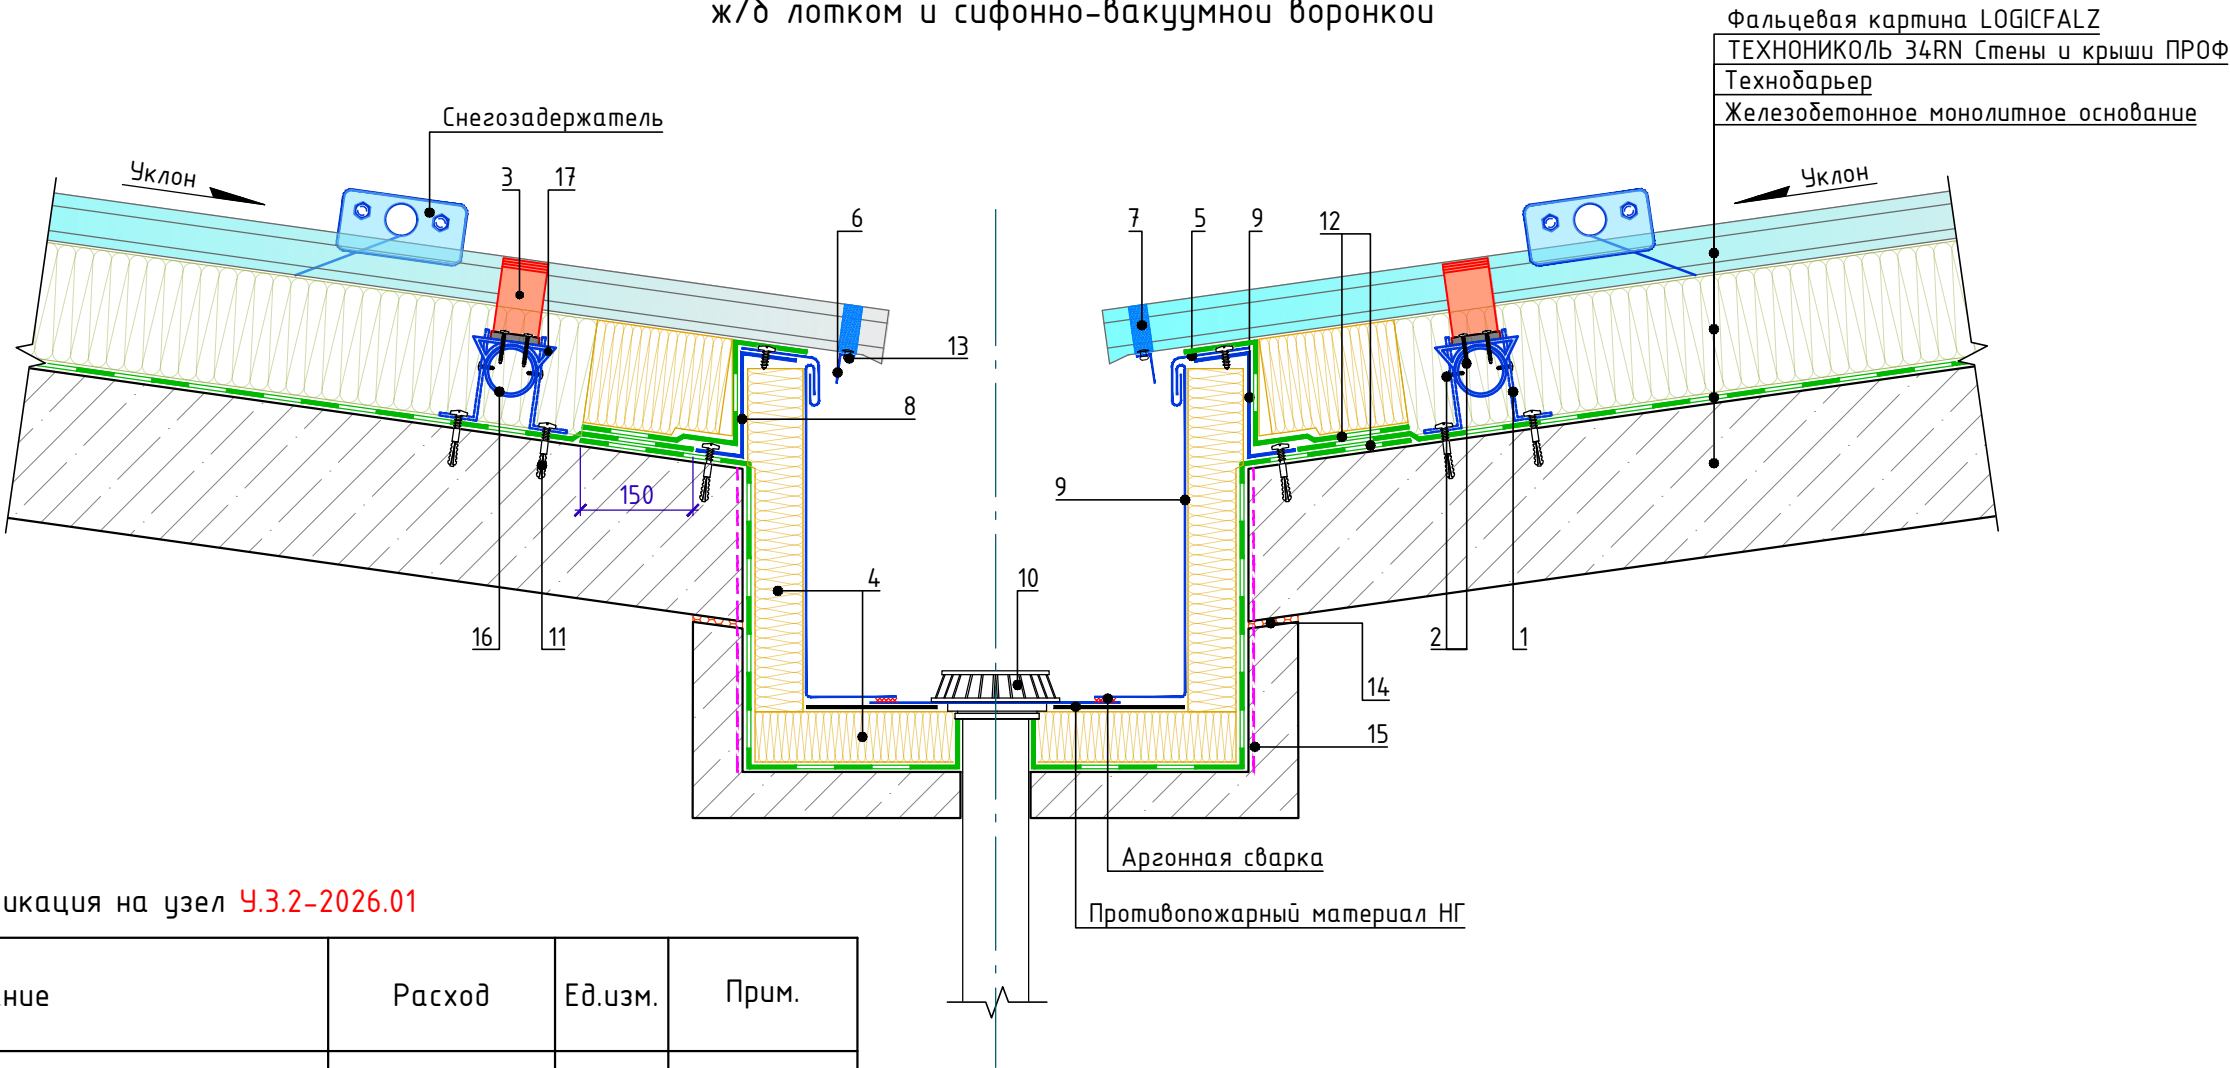 ж/б лотком и сифонно-вакуумной воронкой
Фальцевая картина LOGICFALZ
ТЕХНОНИКОЛЬ 34RN Стены и крыши ПРОФ
Технобарьер
Железобетонное монолитное основание
Снегозадержатель
Уклон
Уклон
3
17
6
7
5
9
12
13
8
150
9
4
10
16
11
2
1
14
15
Аргонная сварка
Противопожарный материал НГ
икация на узел У.3.2-2026.01
ние
Расход
Ед.изм.
Прим.